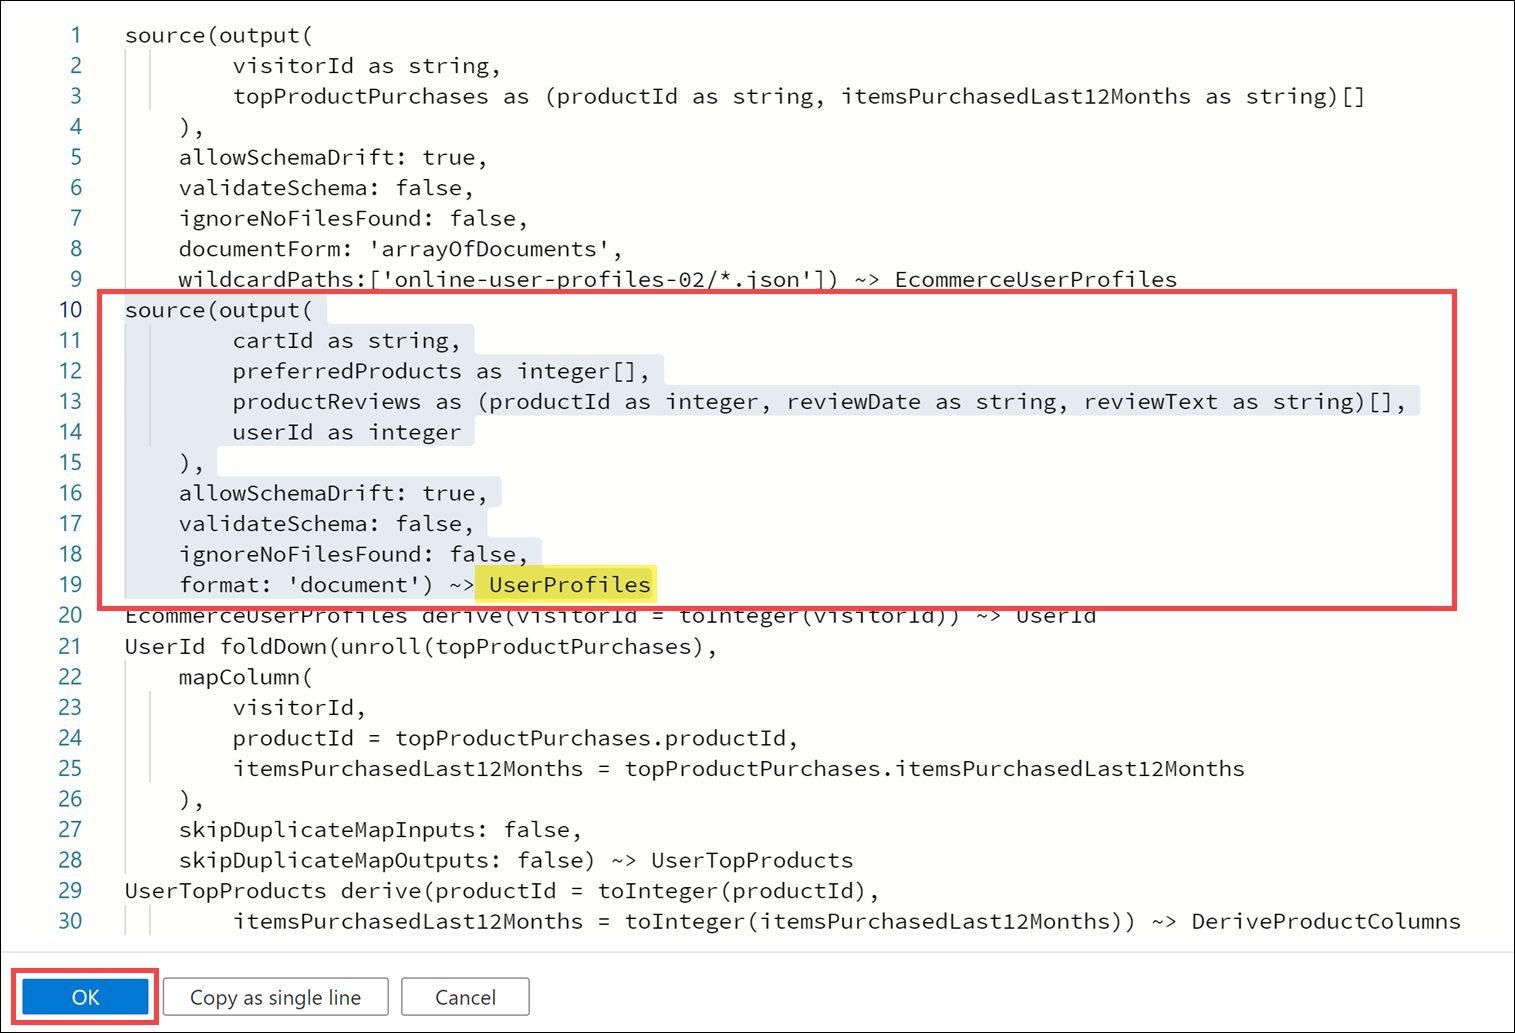 1 source(output(
2 visitorId as string,
3 topProductPurchases as (productId as string, itemsPurchasedLast12Months as string)[]
4 ),
5 allowSchemaDrift: true,
6 validateSchema: false,
7 ignoreNoFilesFound: false,
8 documentForm: 'arrayOfDocuments',
9 wildcardPaths:['online-user-profiles-02/*.json']) ~> EcommerceUserProfiles
10 source(output(
11 cartId as string,
12 preferredProducts as integer[],
13 productReviews as (productId as integer, reviewDate as string, reviewText as string)[],
14 userId as integer
15 ),
16 allowSchemaDrift: true,
17 validateSchema: false,
18 ignoreNoFilesFound: false,
19 format: 'document') ~> UserProfiles
20 EcommerceUserProfiles derive(visitorId = toInteger(visitorId)) ~> UserId
21 UserId foldDown(unroll(topProductPurchases),
22 mapColumn(
23 visitorId,
24 productId = topProductPurchases.productId,
25 itemsPurchasedLast12Months = topProductPurchases.itemsPurchasedLast12Months
26 ),
27 skipDuplicateMapInputs: false,
28 skipDuplicateMapOutputs: false) ~> UserTopProducts
29 UserTopProducts derive(productId = toInteger(productId),
30 itemsPurchasedLast12Months = toInteger(itemsPurchasedLast12Months)) ~> DeriveProductColumns
OK Copy as single line Cancel